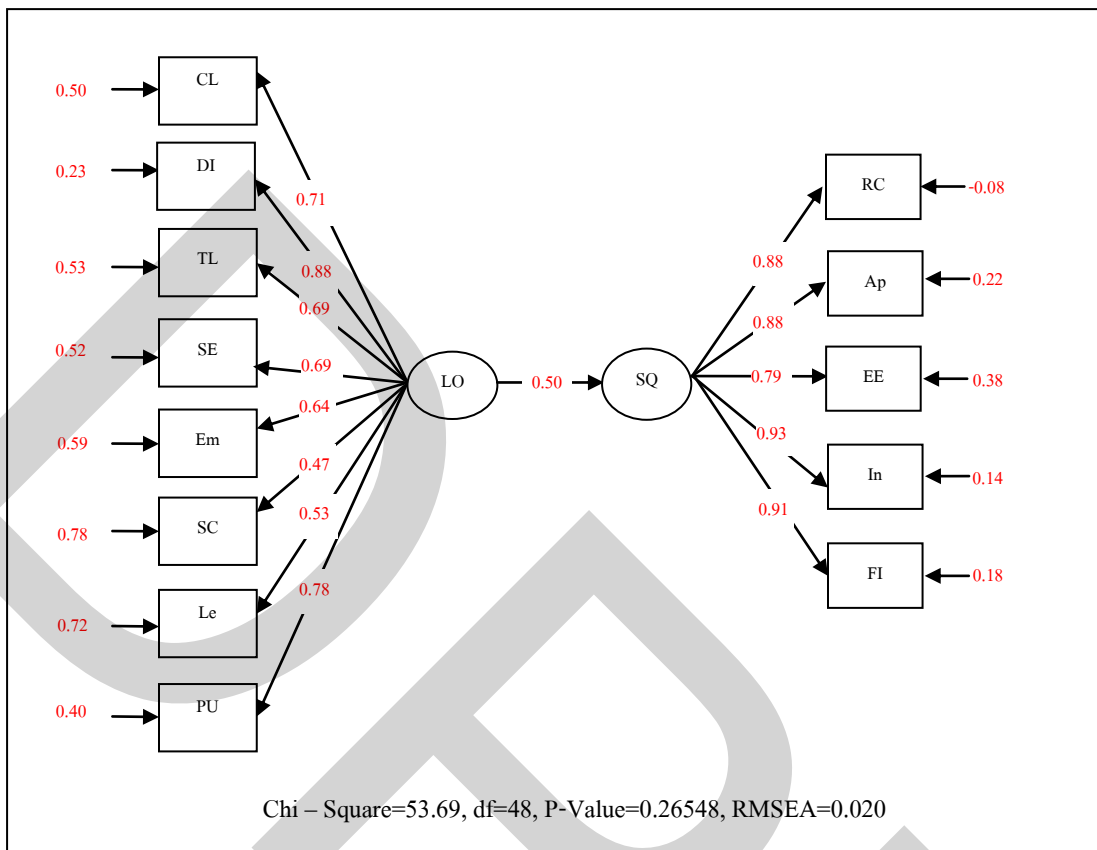 0.50 CL
0.23 DI
0.53 TL
0.52 SE
0.59 Em
0.78 SC
0.72 Le
0.40 PU
0.71
0.88
0.69
0.69
0.64
0.47
0.53
0.78
LO 0.50 SQ
0.88
0.88
0.79
0.93
0.91
RC -0.08
Ap 0.22
EE 0.38
In 0.14
FI 0.18
Chi – Square=53.69, df=48, P-Value=0.26548, RMSEA=0.020